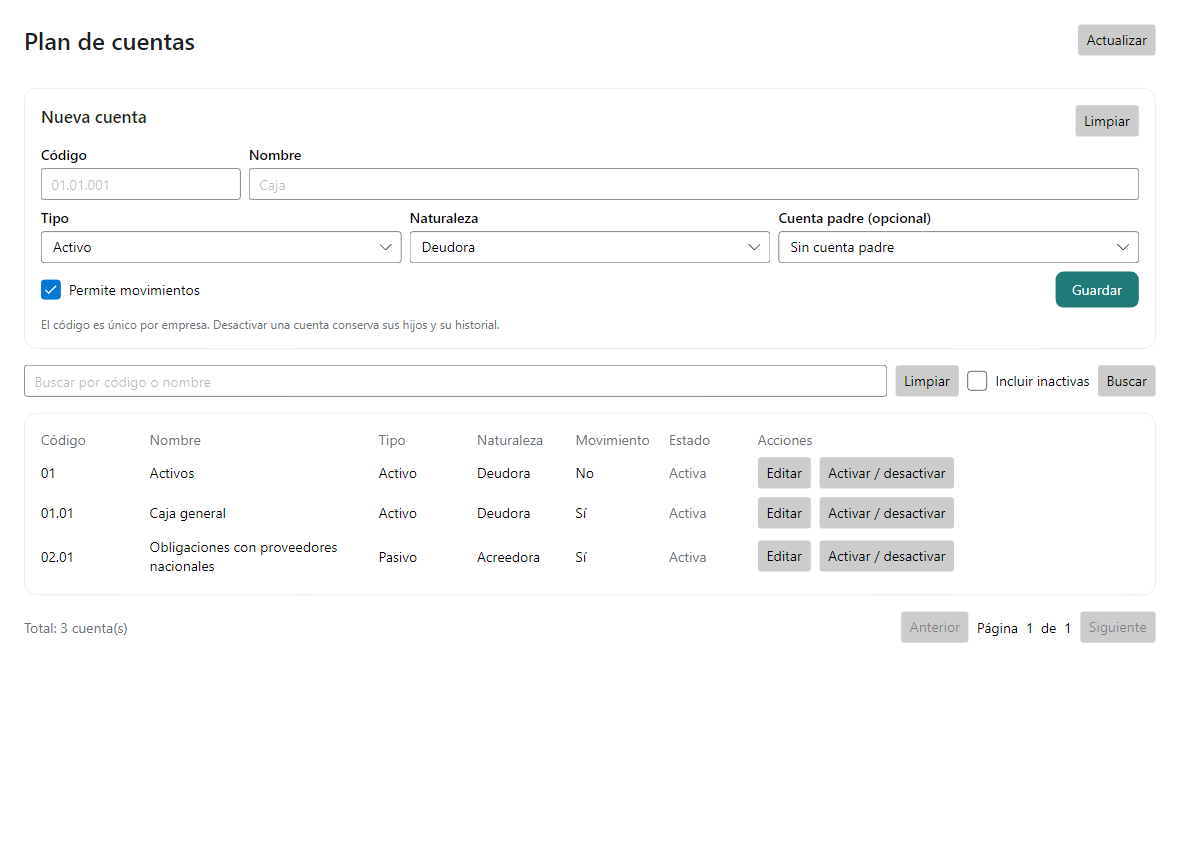 Plan de cuentas
Actualizar
Nueva cuenta
Limpiar
Código
Nombre
01.01.001
Caja
Tipo
Naturaleza
Cuenta padre (opcional)
Activo
Deudora
Sin cuenta padre
Permite movimientos
Guardar
El código es único por empresa. Desactivar una cuenta conserva sus hijos y su historial.
Buscar por código o nombre
Limpiar
Incluir inactivas
Buscar
Código Nombre Tipo Naturaleza Movimiento Estado Acciones
01 Activos Activo Deudora No Activa Editar Activar / desactivar
01.01 Caja general Activo Deudora Sí Activa Editar Activar / desactivar
02.01 Obligaciones con proveedores nacionales Pasivo Acreedora Sí Activa Editar Activar / desactivar
Total: 3 cuenta(s)
Anterior Página 1 de 1 Siguiente